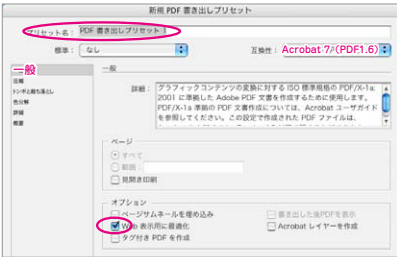 新規 PDF 書き出しプリセット
プリセット名： PDF 書き出しプリセット 1
標準： なし
互換性： Acrobat 7 (PDF1.6)
一般
圧縮
トンボと裁ち落とし
色分解
詳細
概要
一般
詳細： グラフィックコンテンツの変換に対する ISO 標準規格の PDF/X-1a:
2001 に準拠した Adobe PDF 文書を作成するために使用します。
PDF/X-1a 準拠の PDF 文書作成については、Acrobat ユーザガイド
を参照してください。この設定で作成された PDF ファイルは、
ページ
すべて
範囲：
見開き印刷
オプション
ページサムネールを埋め込み
書き出した後PDFを表示
Web 表示用に最適化
Acrobat レイヤーを作成
タグ付き PDF を作成